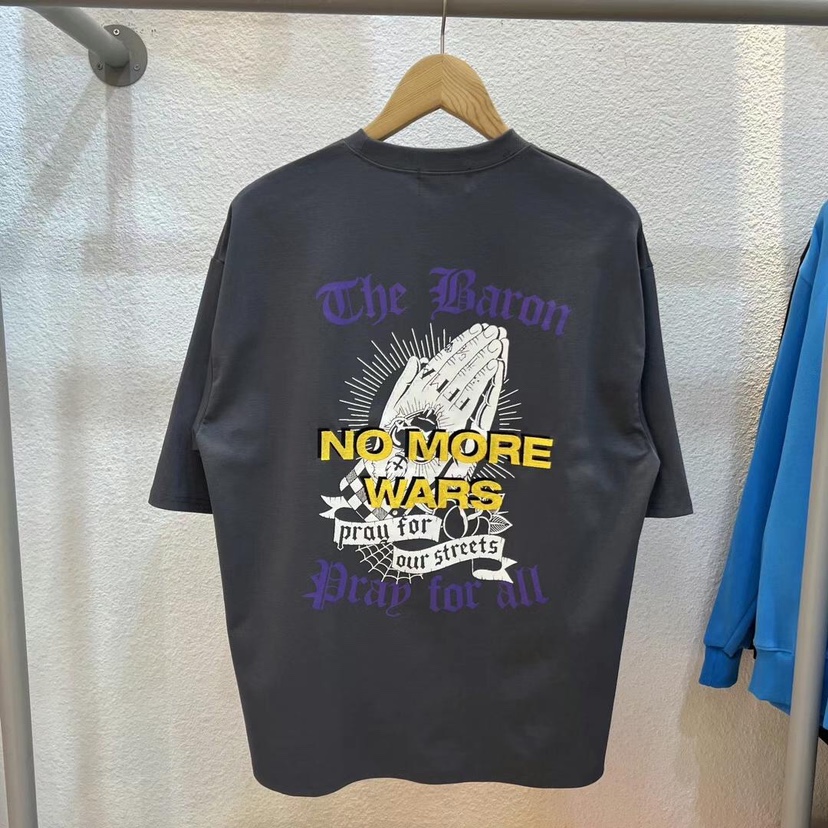 The Baron
NO MORE
WARS
pray for
our streets
Pray for all